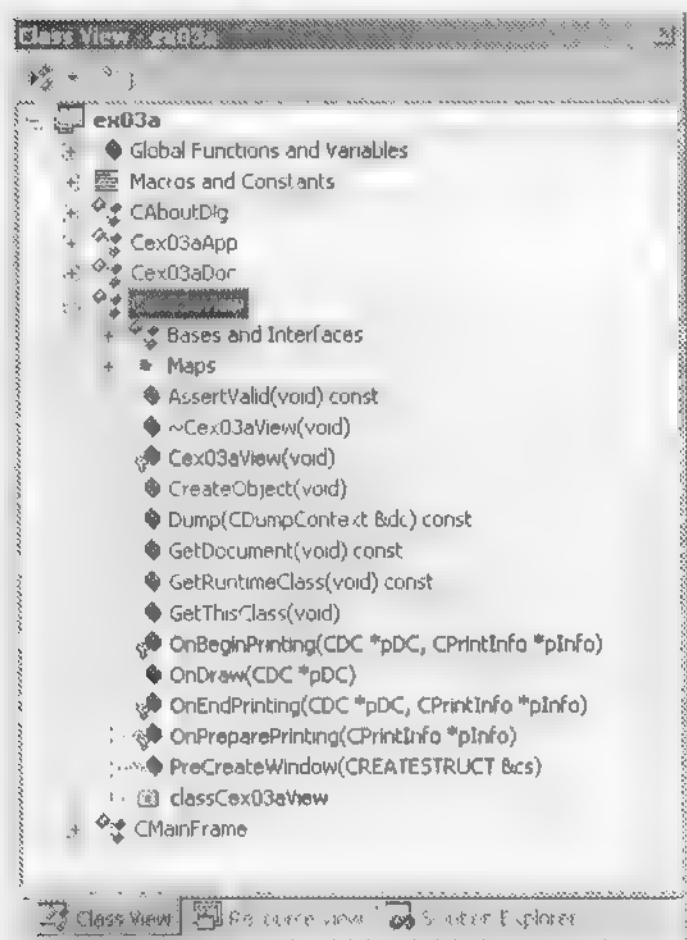 Class View - ex03a
ex03a
Global Functions and Variables
Macros and Constants
CAboutDlg
Cex03aApp
Cex03aDoc
Bases and Interfaces
Maps
AssertValid(void) const
~Cex03aView(void)
Cex03aView(void)
CreateObject(void)
Dump(CDumpContext &dc) const
GetDocument(void) const
GetRuntimeClass(void) const
GetThisClass(void)
OnBeginPrinting(CDC *pDC, CPrintInfo *pInfo)
OnDraw(CDC *pDC)
OnEndPrinting(CDC *pDC, CPrintInfo *pInfo)
OnPreparePrinting(CPrintInfo *pInfo)
PreCreateWindow(CREATESTRUCT &cs)
classCex03aView
CMainFrame
Class View Resource View Solution Explorer